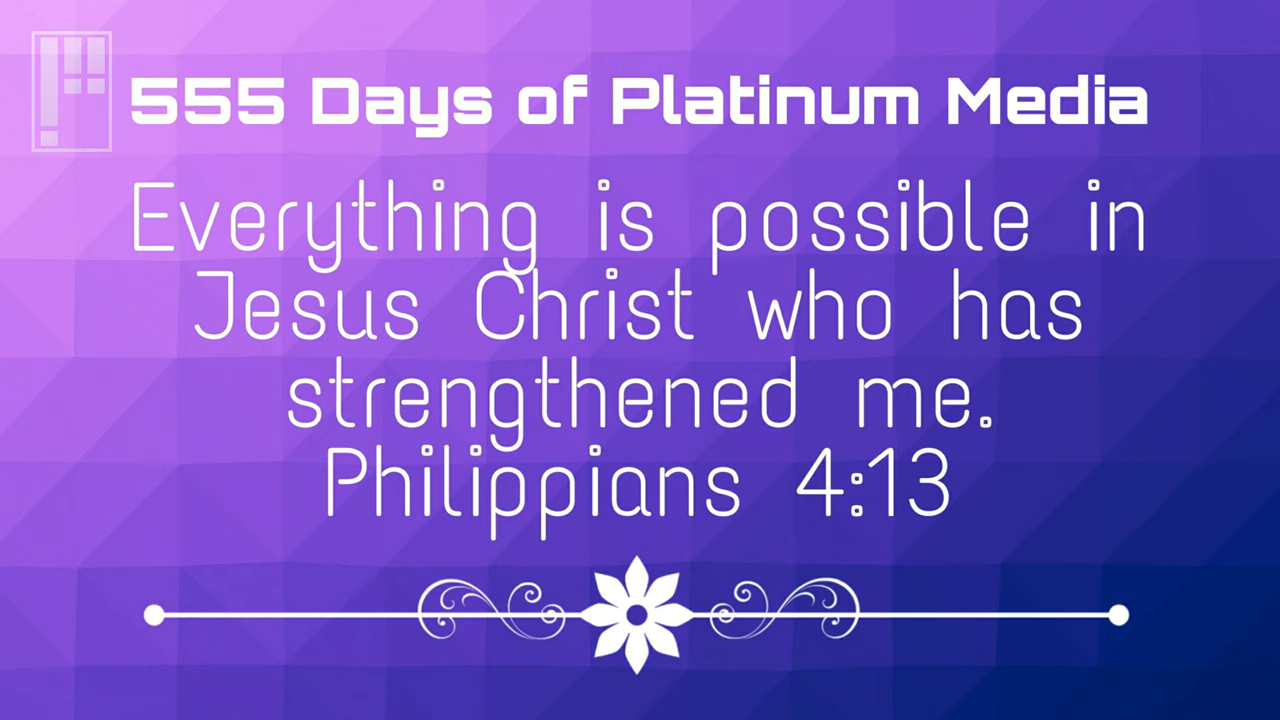 555 Days of Platinum Media
Everything is possible in
Jesus Christ who has
strengthened me.
Philippians 4:13